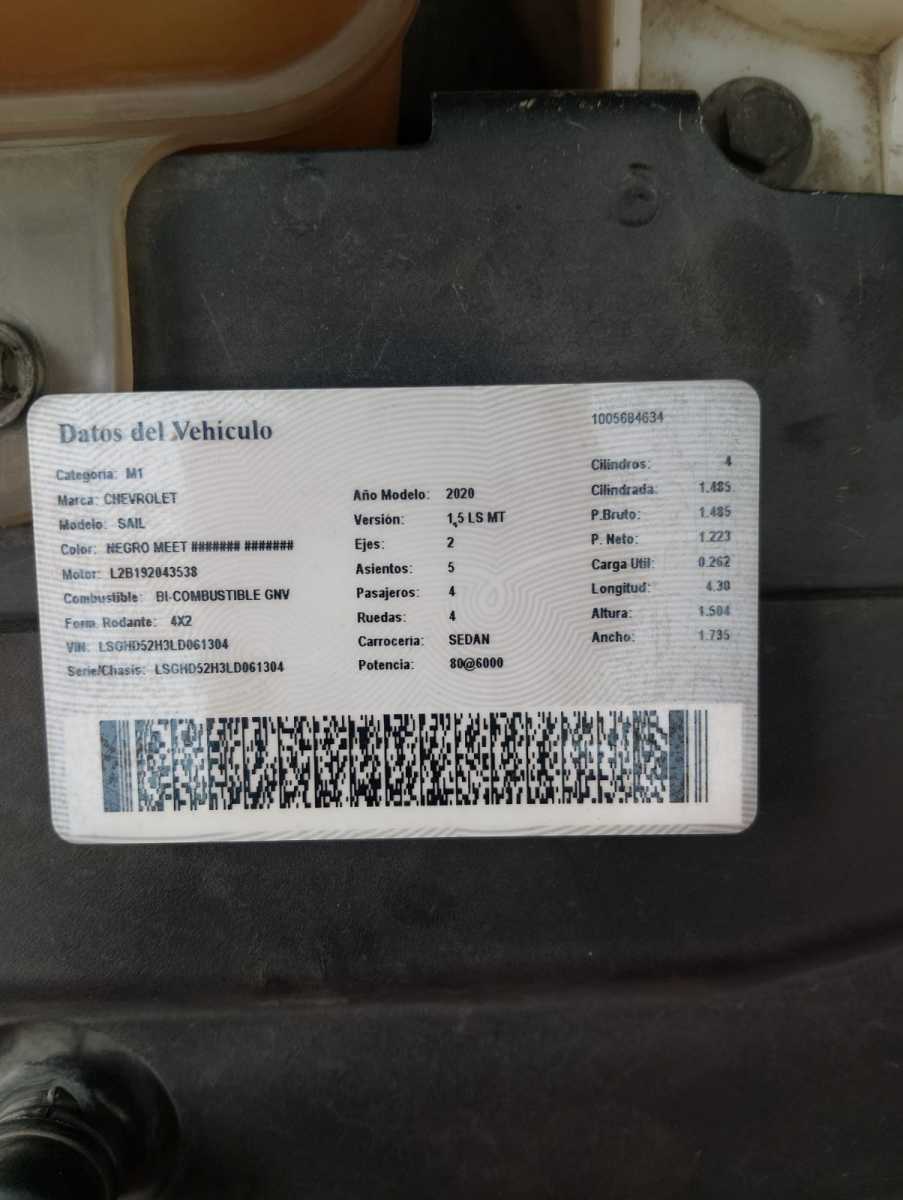 Datos del Vehículo
1005684634
Categoría: M1
Marca: CHEVROLET
Modelo: SAIL
Color: NEGRO MEET ####### #######
Motor: L2B192043538
Combustible: BI-COMBUSTIBLE GNV
Form. Rodante: 4X2
VIN: LSGHD52H3LD061304
Serie/Chasis: LSGHD52H3LD061304
Año Modelo: 2020
Versión: 1,5 LS MT
Ejes: 2
Asientos: 5
Pasajeros: 4
Ruedas: 4
Carrocería: SEDAN
Potencia: 80@6000
Cilindros: 4
Cilindrada: 1.485
P.Bruto: 1.485
P. Neto: 1.223
Carga Util: 0.262
Longitud: 4.30
Altura: 1.504
Ancho: 1.735